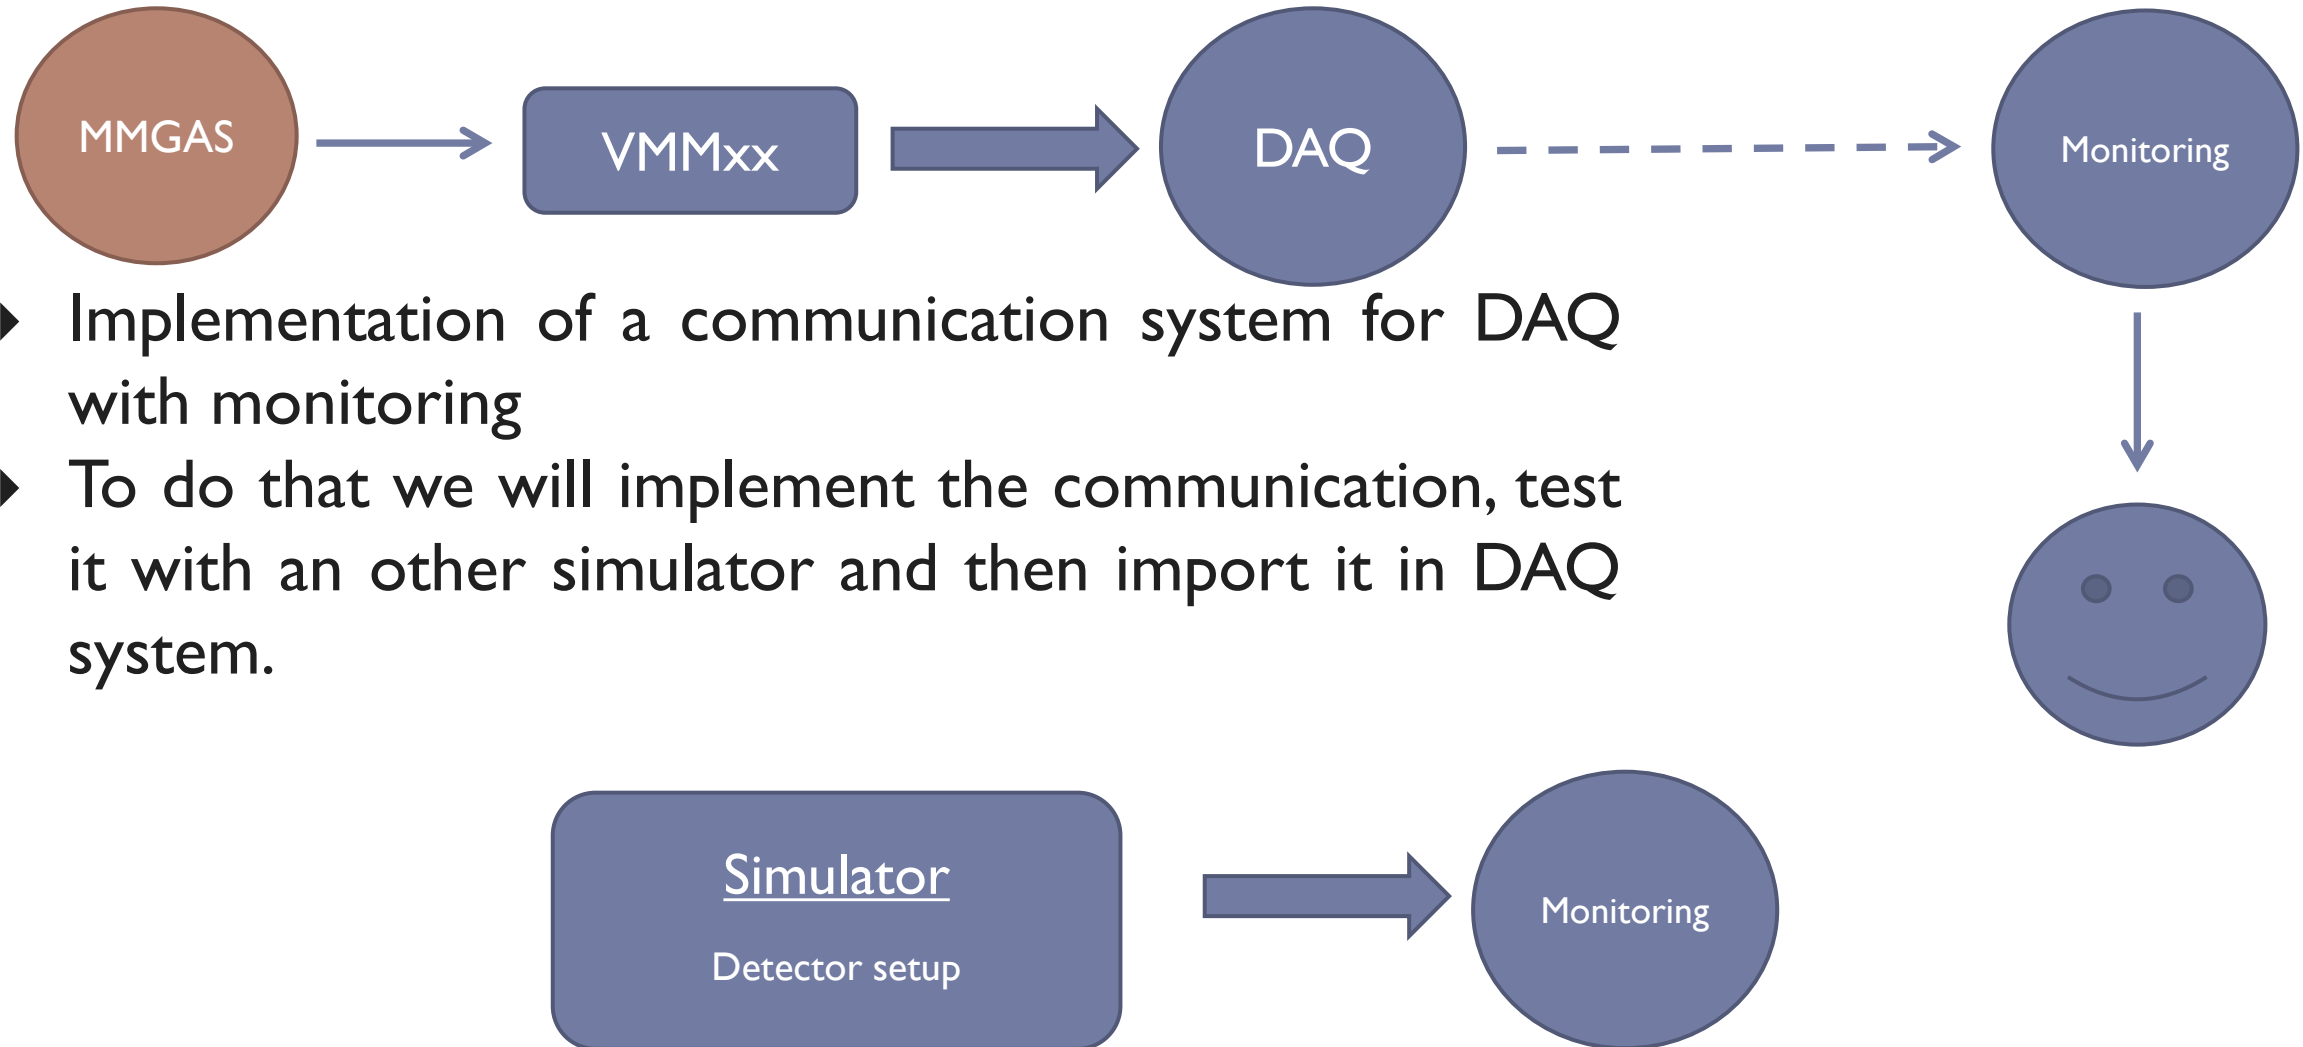 MMGAS
VMMxx
DAQ
Monitoring
Implementation of a communication system for DAQ
with monitoring
To do that we will implement the communication, test
it with an other simulator and then import it in DAQ
system.
Simulator
Detector setup
Monitoring